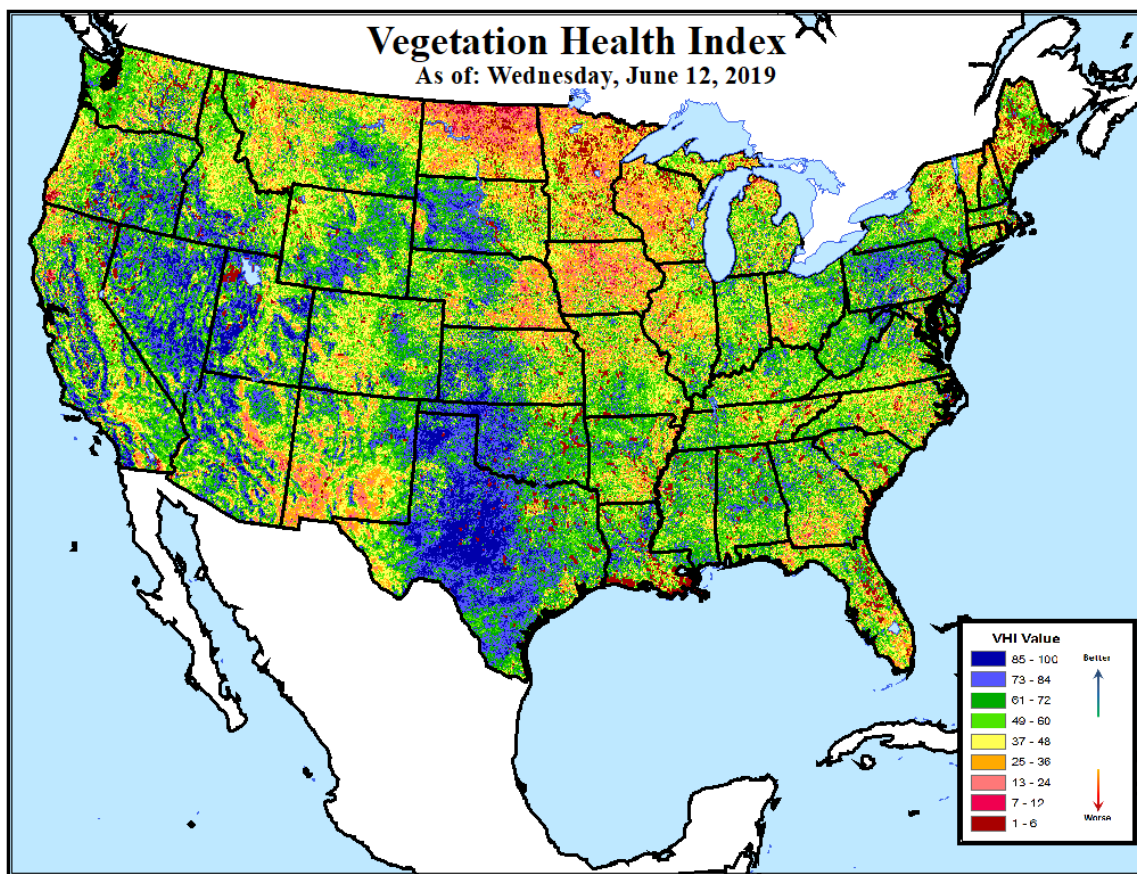 Vegetation Health Index
As of: Wednesday, June 12, 2019
VHI Value
85 - 100
Better
73 - 84
61 - 72
49 - 60
37 - 48
25 - 36
13 - 24
7 - 12
1 - 6
Worse